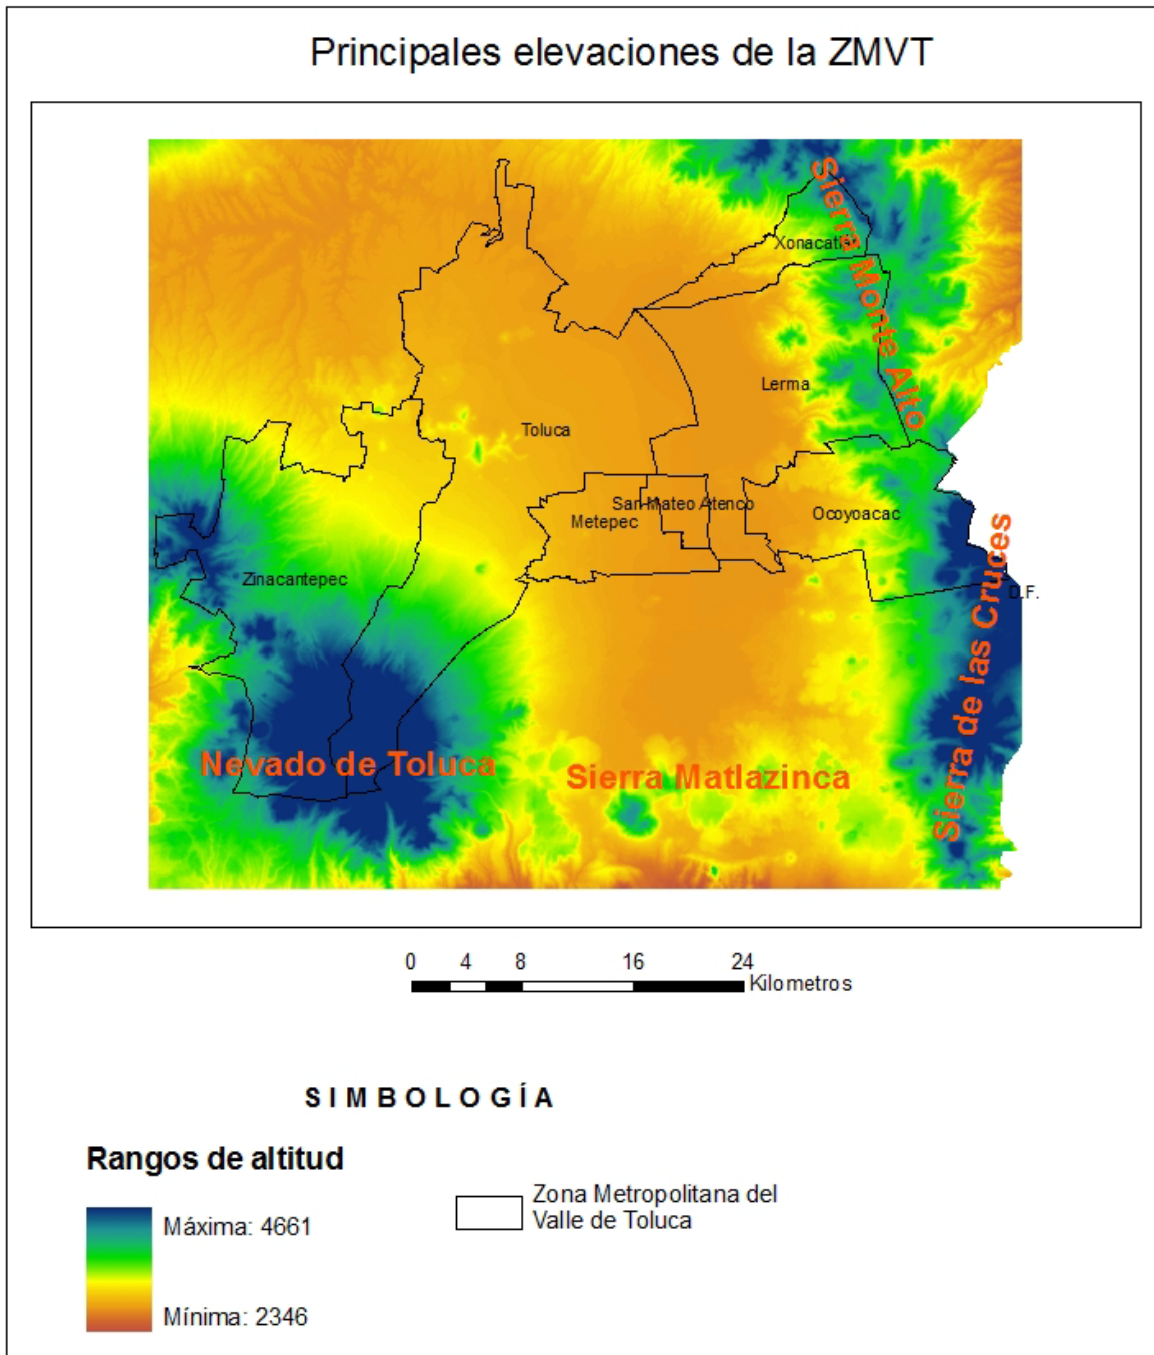 Principales elevaciones de la ZMVT
Sierra Monte Alto
Xonacatlán
Lerma
Toluca
San Mateo Atenco
Metepec
Ocoyoacac
Zinacantepec
D.F.
Sierra de las Cruces
Nevado de Toluca
Sierra Matlazinca
0 4 8 16 24
Kilometros
SIMBOLOGÍA
Rangos de altitud
Máxima: 4661
Mínima: 2346
Zona Metropolitana del
Valle de Toluca